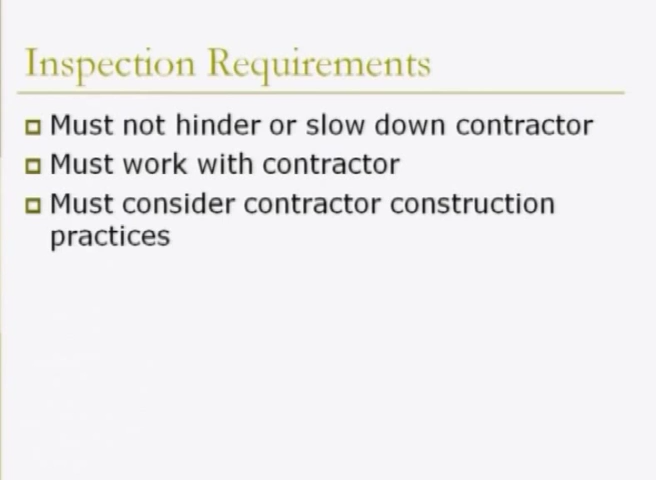 Inspection Requirements
Must not hinder or slow down contractor
Must work with contractor
Must consider contractor construction
practices